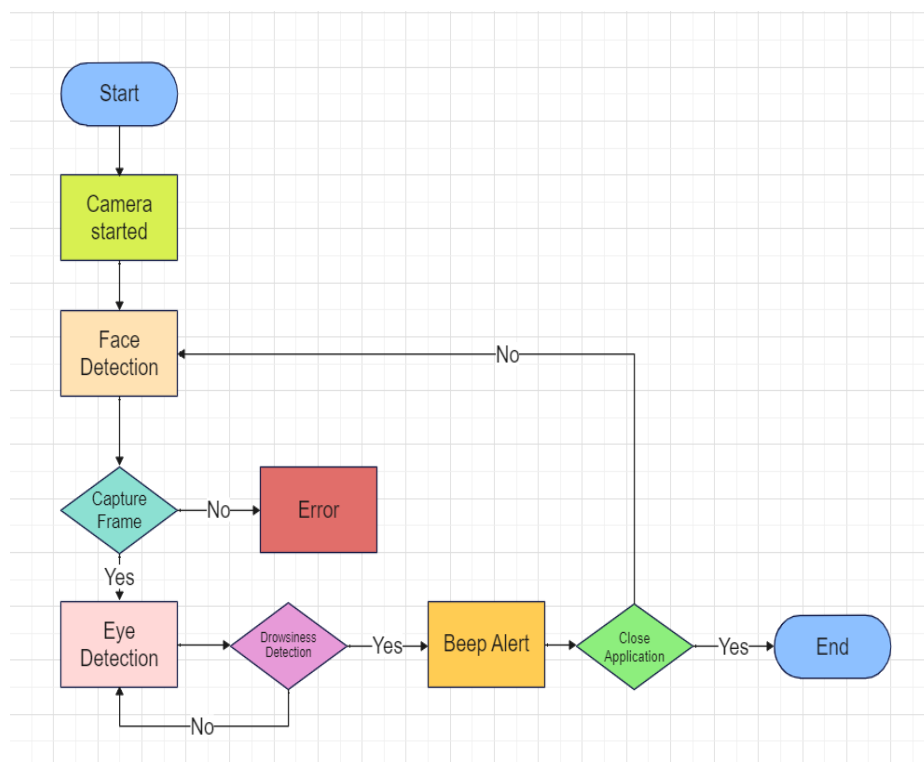 Start
Camera
started
Face
Detection
No
Capture
Frame
No
Error
Yes
Eye
Detection
Drowsiness
Detection
Yes
Beep Alert
Close
Application
Yes
End
No